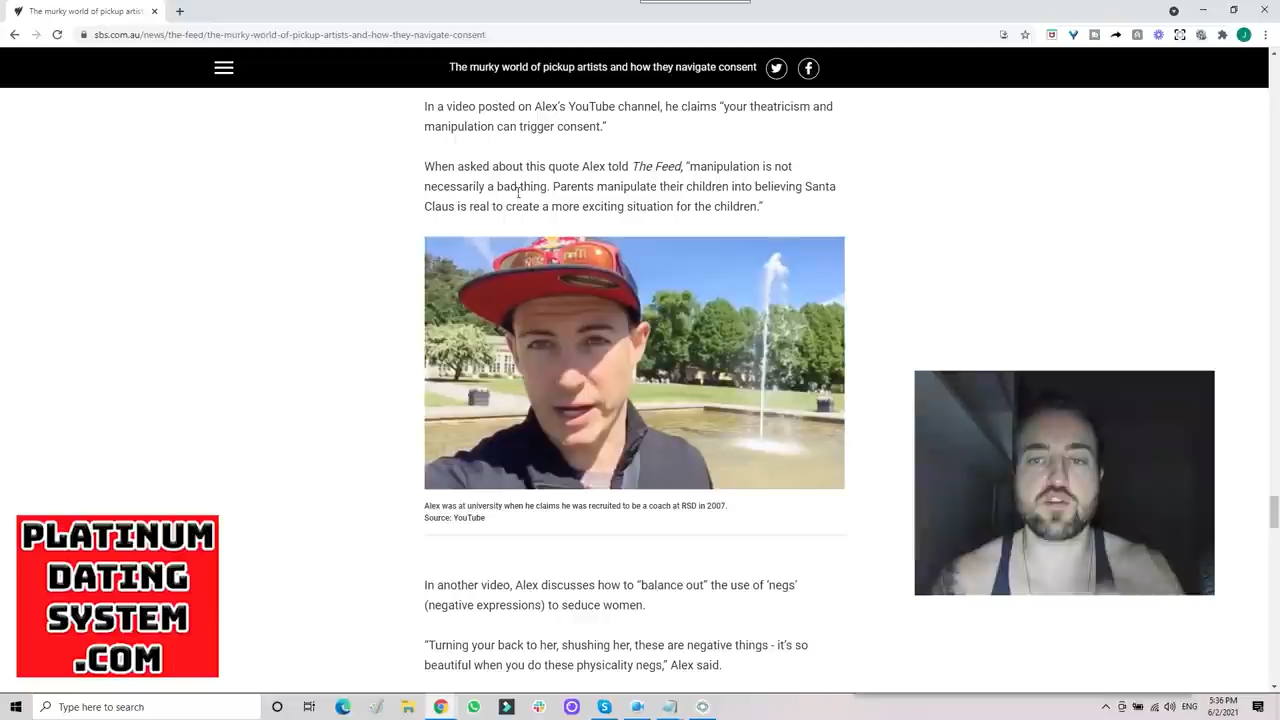 The murky world of pickup artist
sbs.com.au/news/the-feed/the-murky-world-of-pickup-artists-and-how-they-navigate-consent
The murky world of pickup artists and how they navigate consent
In a video posted on Alex's YouTube channel, he claims “your theatricism and
manipulation can trigger consent.”
When asked about this quote Alex told The Feed, “manipulation is not
necessarily a bad thing. Parents manipulate their children into believing Santa
Claus is real to create a more exciting situation for the children.”
Alex was at university when he claims he was recruited to be a coach at RSD in 2007.
Source: YouTube
In another video, Alex discusses how to “balance out” the use of ‘negs’
(negative expressions) to seduce women.
“Turning your back to her, shushing her, these are negative things - it's so
beautiful when you do these physicality negs,” Alex said.
PLATINUM
DATING
SYSTEM
.COM
Type here to search
5:36 PM
6/2/2021